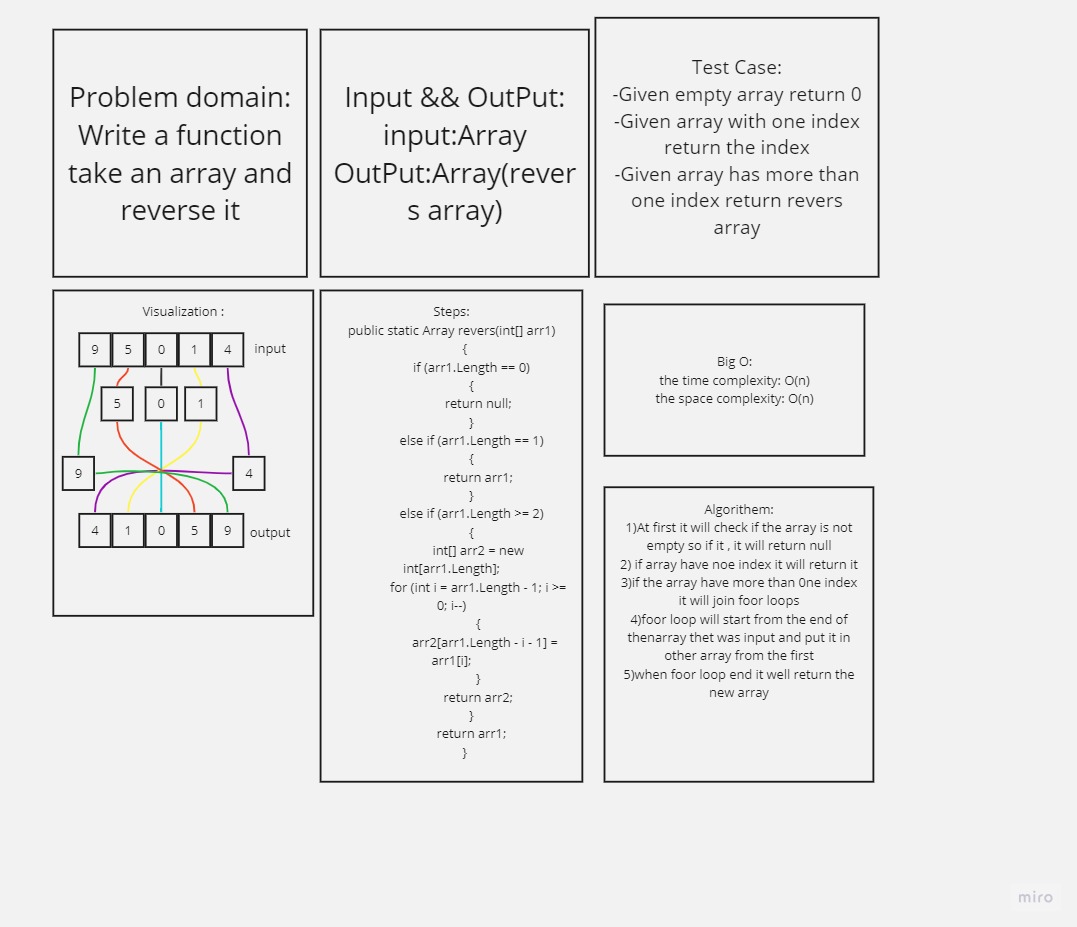 Problem domain:
Write a function
take an array and
reverse it
Input && OutPut:
input:Array
OutPut:Array(rever
s array)
Test Case:
-Given empty array return 0
-Given array with one index
return the index
-Given array has more than
one index return revers
array
Visualization :
9 5 0 1 4 input
5 0 1
9 4
4 1 0 5 9 output
Steps:
public static Array revers(int[] arr1)
{
if (arr1.Length == 0)
{
return null;
}
else if (arr1.Length == 1)
{
return arr1;
}
else if (arr1.Length >= 2)
{
int[] arr2 = new
int[arr1.Length];
for (int i = arr1.Length - 1; i >=
0; i--)
{
arr2[arr1.Length - i - 1] =
arr1[i];
}
return arr2;
}
return arr1;
}
Big O:
the time complexity: O(n)
the space complexity: O(n)
Algorithem:
1)At first it will check if the array is not
empty so if it , it will return null
2) if array have noe index it will return it
3)if the array have more than 0ne index
it will join foor loops
4)foor loop will start from the end of
thenarray thet was input and put it in
other array from the first
5)when foor loop end it well return the
new array
miro